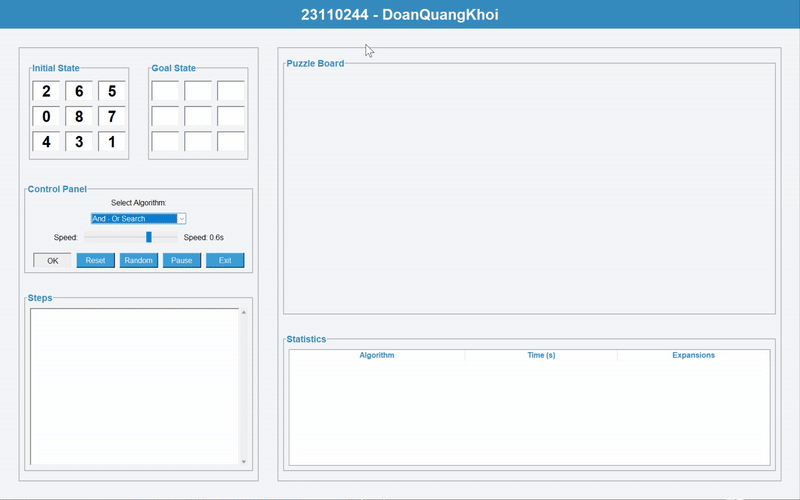 23110244 - DoanQuangKhoi
Initial State
2 6 5
0 8 7
4 3 1
Goal State
Control Panel
Select Algorithm:
And - Or Search
Speed: Speed: 0.6s
OK Reset Random Pause Exit
Steps
Puzzle Board
Statistics
Algorithm Time (s) Expansions